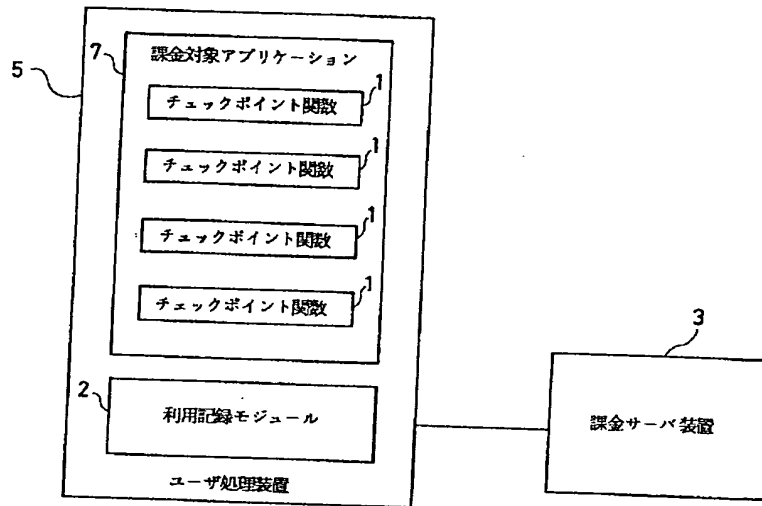 7
課金対象アプリケーション
5
1
チェックポイント関数
1
チェックポイント関数
1
チェックポイント関数
1
チェックポイント関数
3
2
利用記録モジュール
課金サーバ装置
ユーザ処理装置